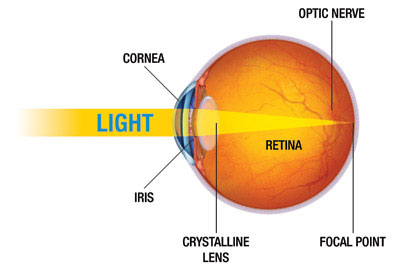 OPTIC NERVE
CORNEA
LIGHT
RETINA
IRIS
CRYSTALLINE
LENS
FOCAL POINT